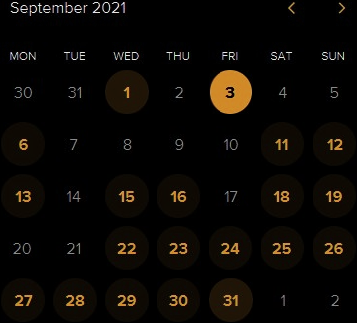 September 2021
MON TUE WED THU FRI SAT SUN
30 31 1 2 3 4 5
6 7 8 9 10 11 12
13 14 15 16 17 18 19
20 21 22 23 24 25 26
27 28 29 30 31 1 2